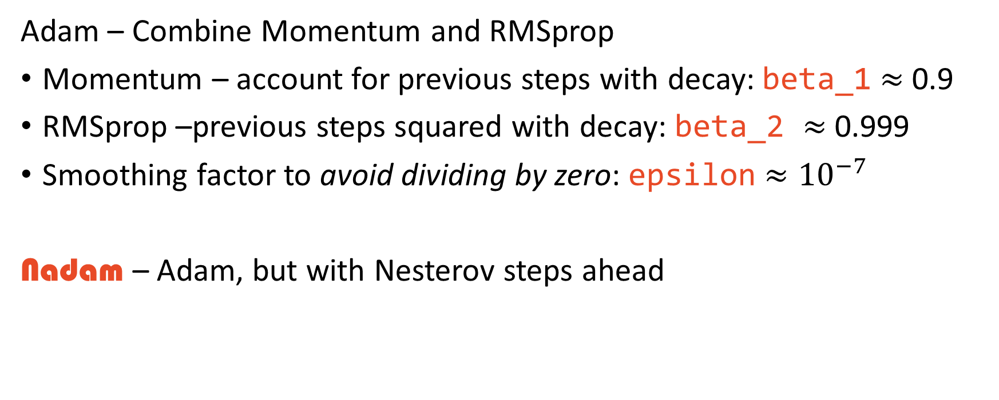 Adam – Combine Momentum and RMSprop
• Momentum – account for previous steps with decay: beta_1 ≈ 0.9
• RMSprop –previous steps squared with decay: beta_2 ≈ 0.999
• Smoothing factor to avoid dividing by zero: epsilon ≈ 10⁻⁷
Nadam – Adam, but with Nesterov steps ahead